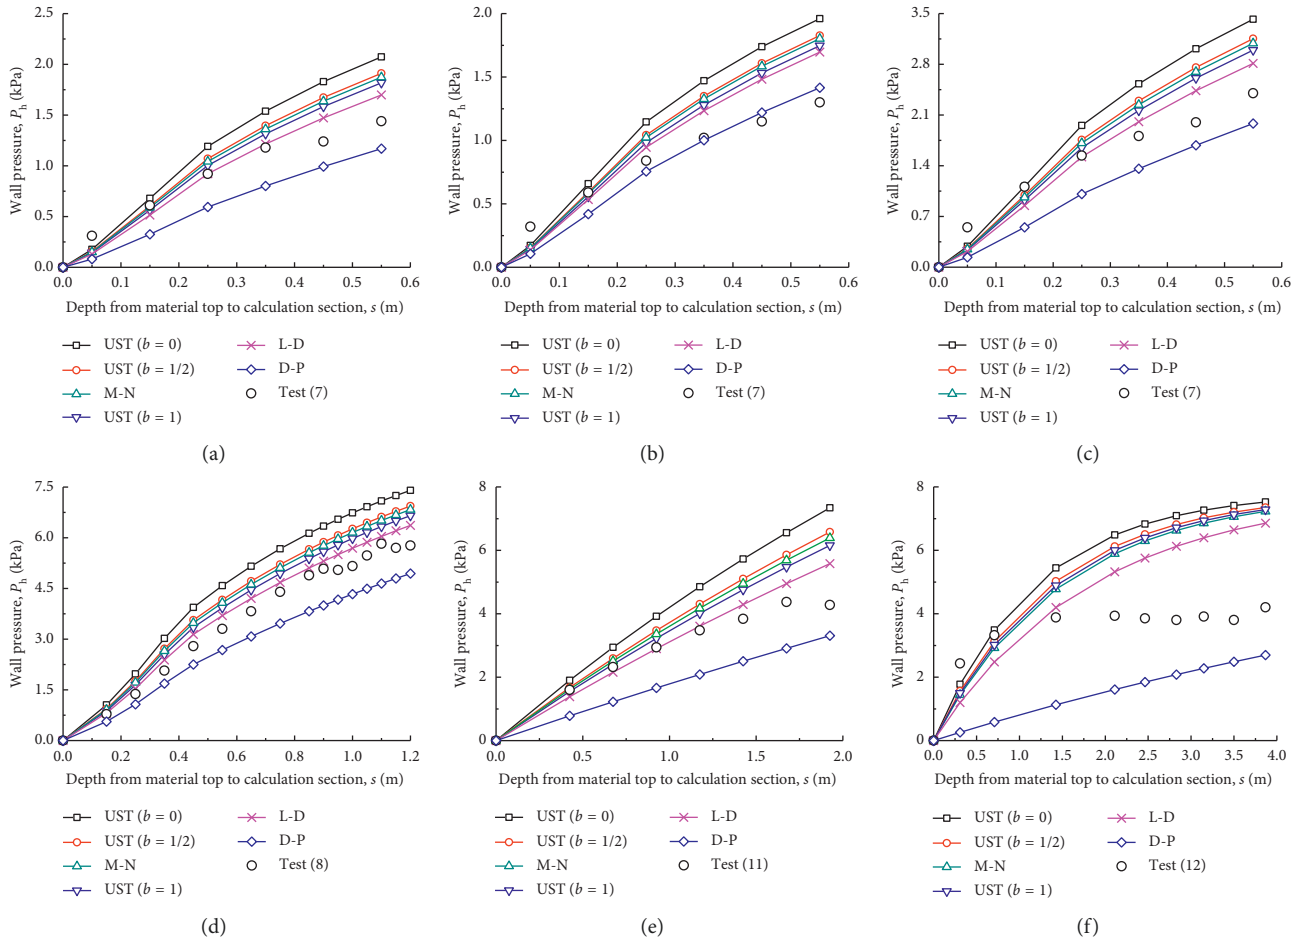 2.5
2.0
1.5
1.0
0.5
0.0
Wall pressure, Ph (kPa)
0.0 0.1 0.2 0.3 0.4 0.5 0.6
Depth from material top to calculation section, s (m)
UST (b = 0)
UST (b = 1/2)
M-N
UST (b = 1)
L-D
D-P
Test (7)
(a)
2.0
1.5
1.0
0.5
0.0
Wall pressure, Ph (kPa)
0.0 0.1 0.2 0.3 0.4 0.5 0.6
Depth from material top to calculation section, s (m)
UST (b = 0)
UST (b = 1/2)
M-N
UST (b = 1)
L-D
D-P
Test (7)
(b)
3.5
2.8
2.1
1.4
0.7
0.0
Wall pressure, Ph (kPa)
0.0 0.1 0.2 0.3 0.4 0.5 0.6
Depth from material top to calculation section, s (m)
UST (b = 0)
UST (b = 1/2)
M-N
UST (b = 1)
L-D
D-P
Test (7)
(c)
7.5
6.0
4.5
3.0
1.5
0.0
Wall pressure, Ph (kPa)
0.0 0.2 0.4 0.6 0.8 1.0 1.2
Depth from material top to calculation section, s (m)
UST (b = 0)
UST (b = 1/2)
M-N
UST (b = 1)
L-D
D-P
Test (8)
(d)
8
6
4
2
0
Wall pressure, Ph (kPa)
0.0 0.5 1.0 1.5 2.0
Depth from material top to calculation section, s (m)
UST (b = 0)
UST (b = 1/2)
M-N
UST (b = 1)
L-D
D-P
Test (11)
(e)
8
6
4
2
0
Wall pressure, Ph (kPa)
0.0 0.5 1.0 1.5 2.0 2.5 3.0 3.5 4.0
Depth from material top to calculation section, s (m)
UST (b = 0)
UST (b = 1/2)
M-N
UST (b = 1)
L-D
D-P
Test (12)
(f)